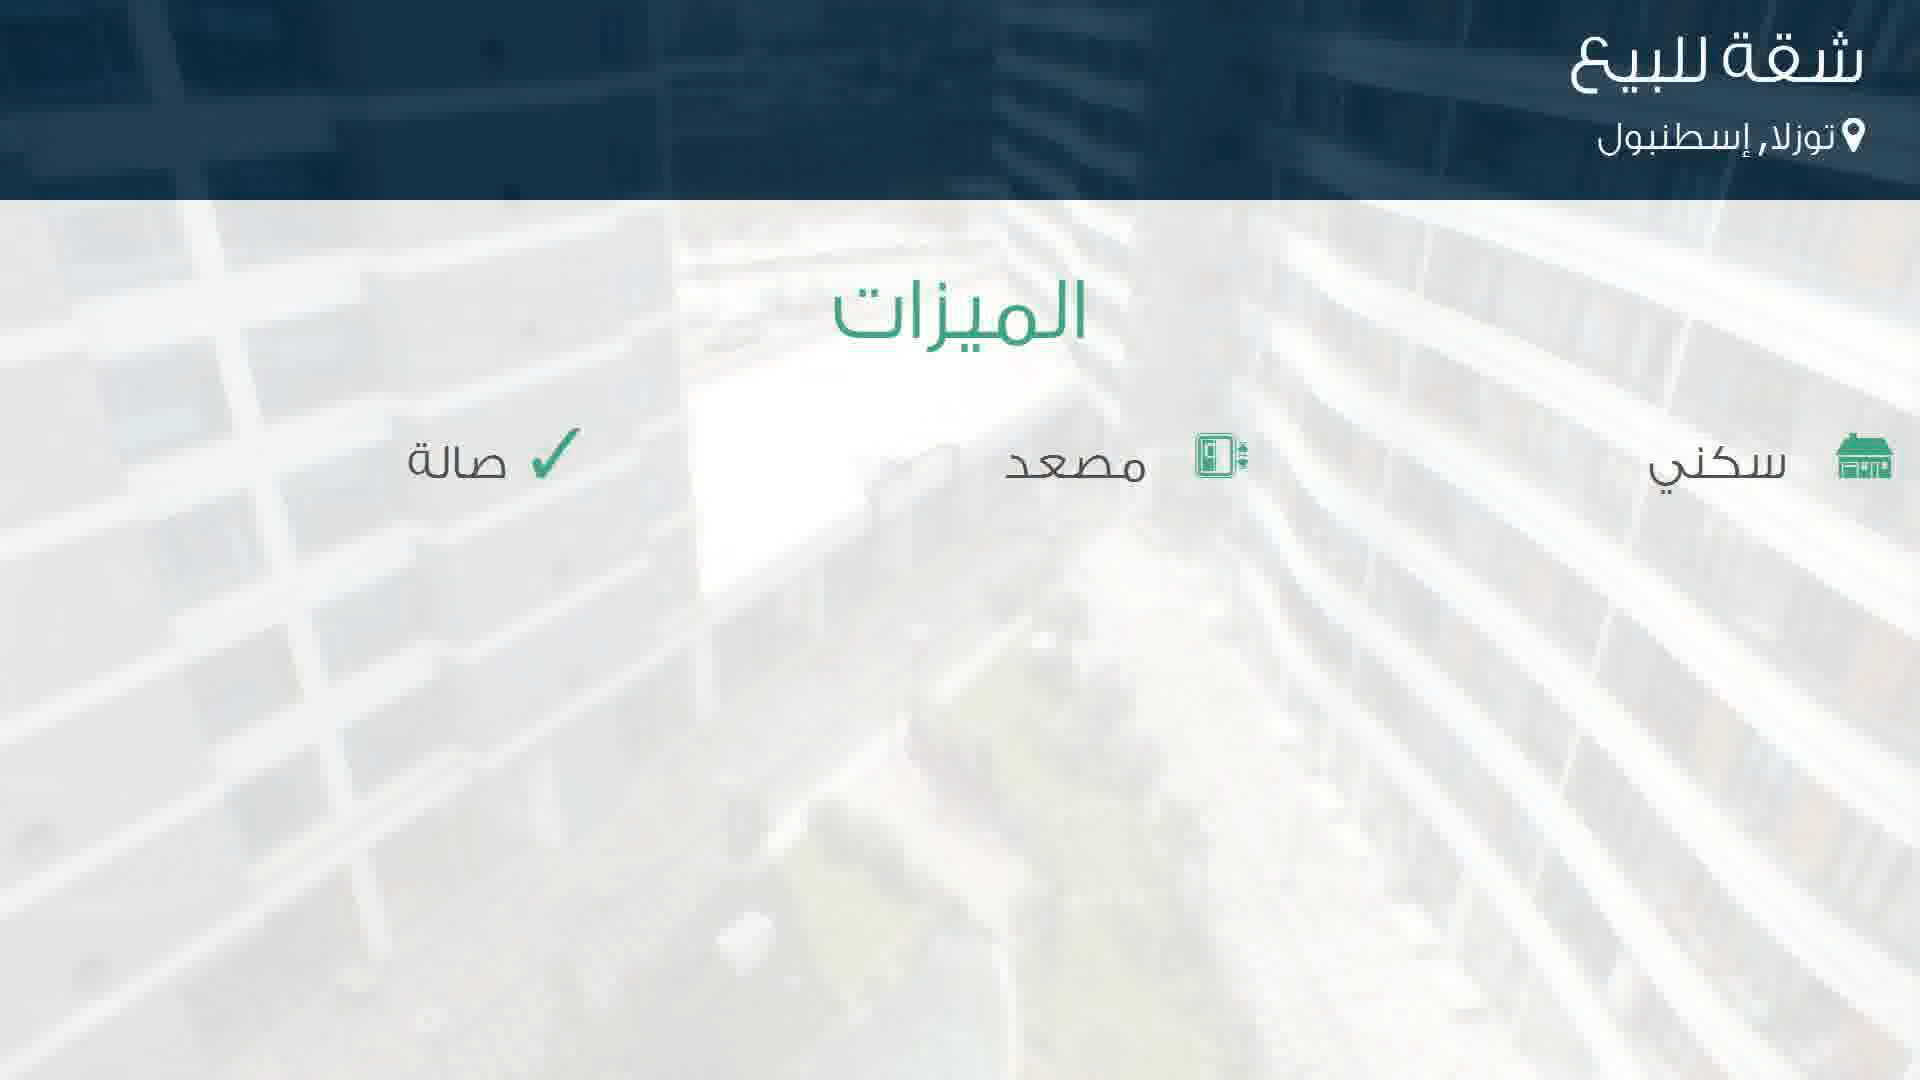 شقة للبيع
توزلا, إسطنبول
الميزات
سكني
مصعد
صالة